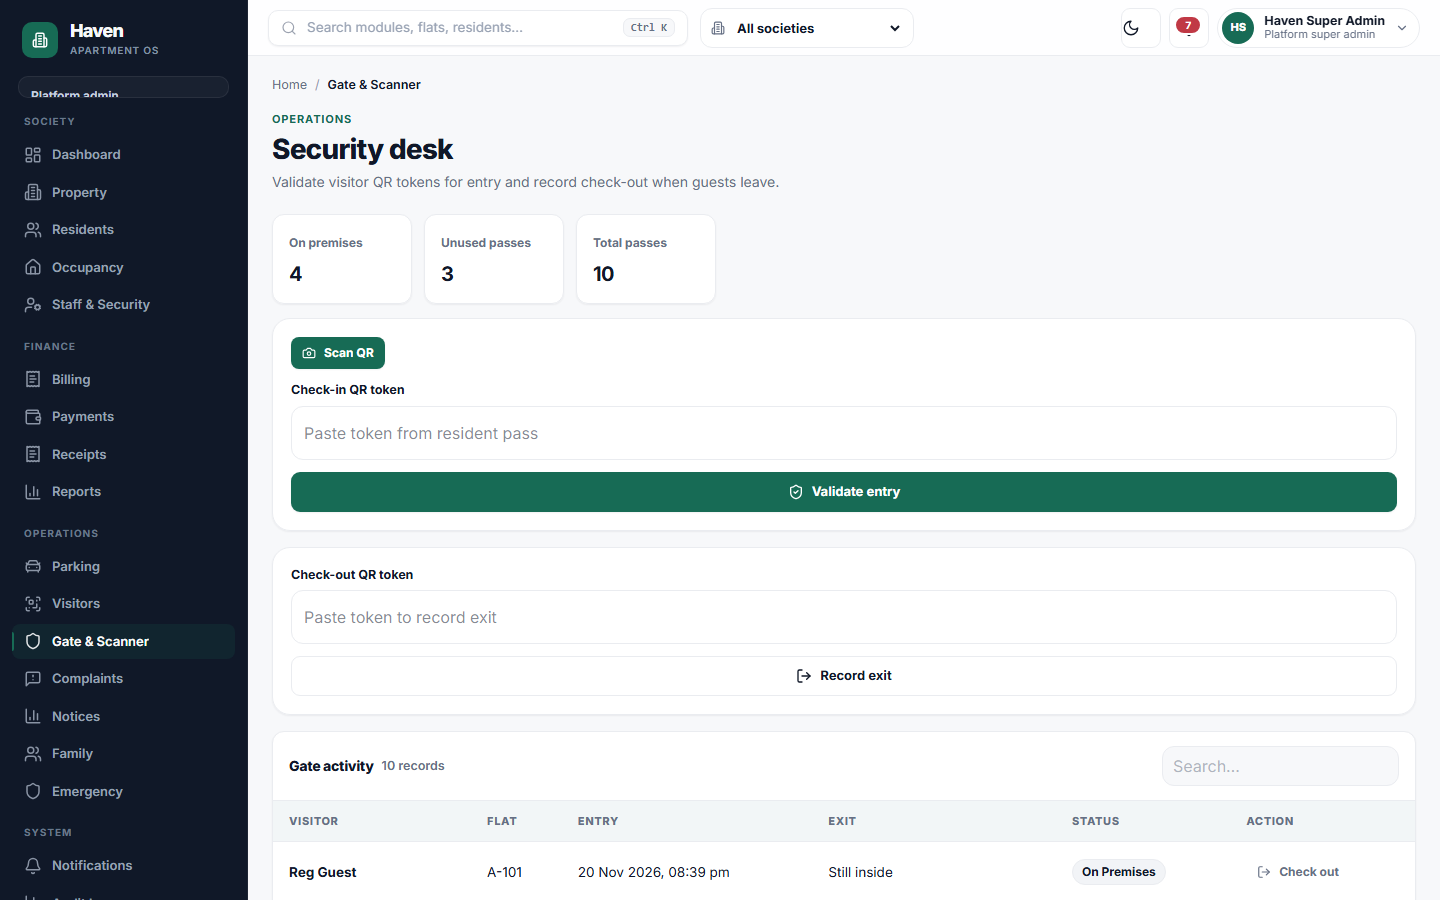 Haven
APARTMENT OS
Platform admin
SOCIETY
Dashboard
Property
Residents
Occupancy
Staff & Security
FINANCE
Billing
Payments
Receipts
Reports
OPERATIONS
Parking
Visitors
Gate & Scanner
Complaints
Notices
Family
Emergency
SYSTEM
Notifications
Search modules, flats, residents...
Ctrl K
All societies
7
HS
Haven Super Admin
Platform super admin
Home / Gate & Scanner
OPERATIONS
Security desk
Validate visitor QR tokens for entry and record check-out when guests leave.
On premises
4
Unused passes
3
Total passes
10
Scan QR
Check-in QR token
Paste token from resident pass
Validate entry
Check-out QR token
Paste token to record exit
Record exit
Gate activity 10 records
Search...
VISITOR FLAT ENTRY EXIT STATUS ACTION
Reg Guest A-101 20 Nov 2026, 08:39 pm Still inside On Premises Check out